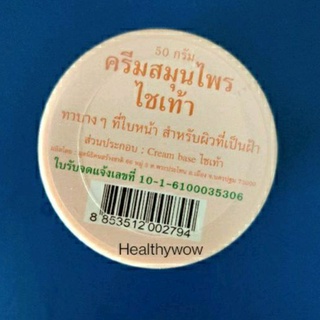 50 กรัม
ครีมสมุนไพร
ไชเท้า
ทาบางๆ ที่ใบหน้า สำหรับผิวที่เป็นฝ้า
ส่วนประกอบ : Cream base ไชเท้า
ใบรับจดแจ้งเลขที่ 10-1-6100035306
8 853512 002794
Healthywow